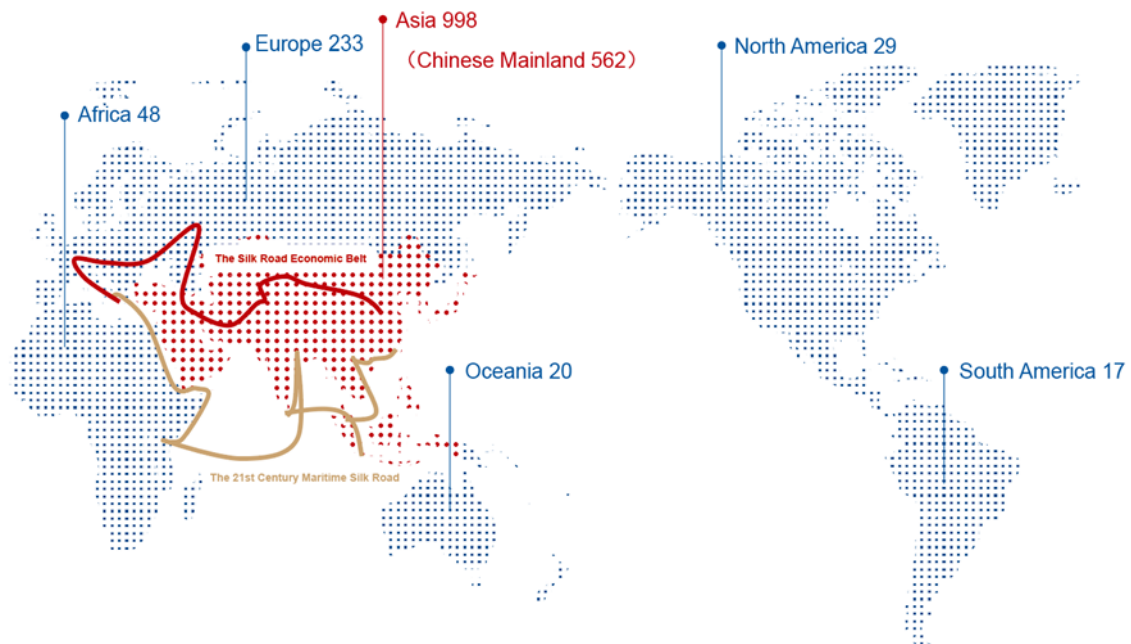 Asia 998
（Chinese Mainland 562）
Europe 233
North America 29
Africa 48
The Silk Road Economic Belt
Oceania 20
South America 17
The 21st Century Maritime Silk Road